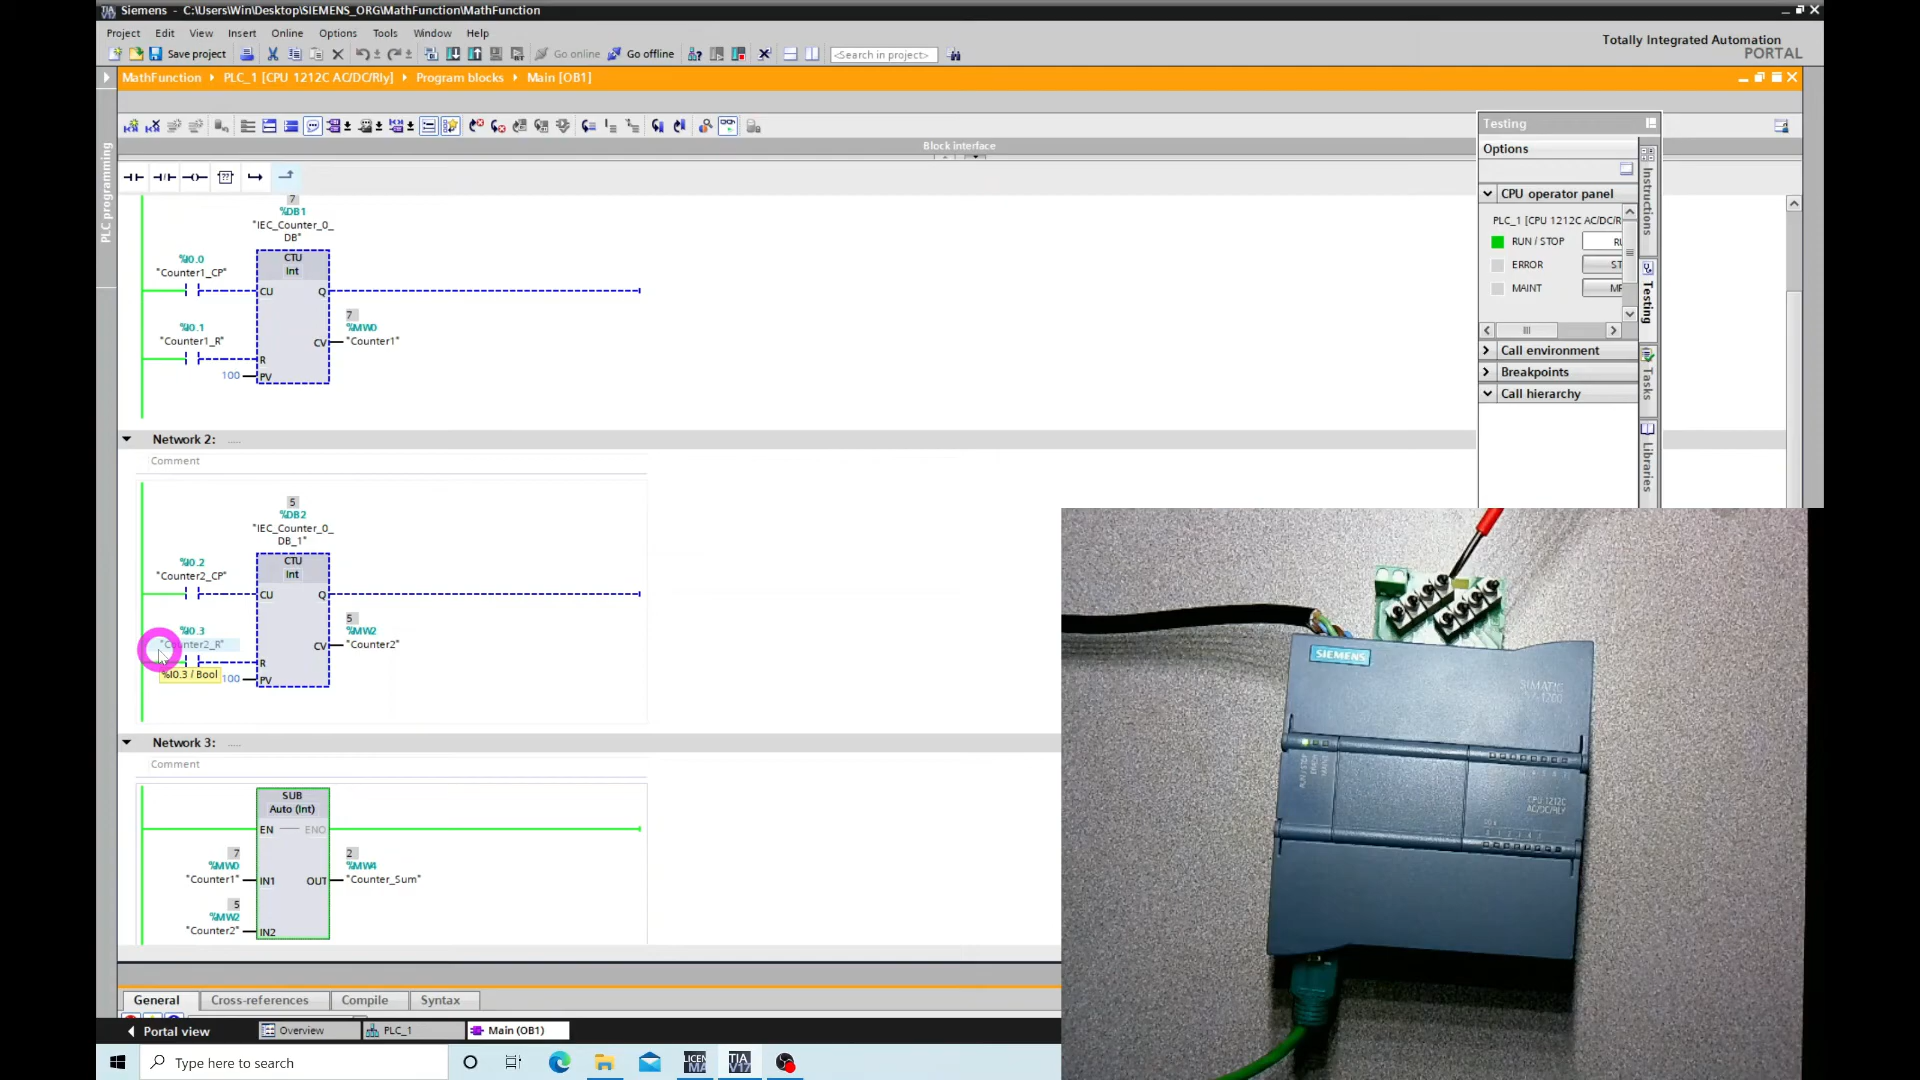 Siemens - C:\Users\Win\Desktop\SIEMENS_ORG\MathFunction\MathFunction
Project Edit View Insert Online Options Tools Window Help
Totally Integrated Automation
PORTAL
Save project
Go online
Go offline
<Search in project>
MathFunction PLC_1 [CPU 1212C AC/DC/Rly] Program blocks Main [OB1]
Testing
Options
Block interface
PLC programming
CPU operator panel
PLC_1 [CPU 1212C AC/DC/R
RUN / STOP
RU
ERROR
ST
MAINT
MR
Call environment
Breakpoints
Call hierarchy
Instructions
Testing
Tasks
Libraries
7
%DB1
"IEC_Counter_0_
DB"
CTU
Int
%I0.0
"Counter1_CP"
CU
Q
7
%MW0
"Counter1"
CV
%I0.1
"Counter1_R"
R
100
PV
Network 2: .....
Comment
5
%DB2
"IEC_Counter_0_
DB_1"
CTU
Int
%I0.2
"Counter2_CP"
CU
Q
5
%MW2
"Counter2"
CV
%I0.3
"Counter2_R"
R
%I0.3 / Bool
100
PV
Network 3: .....
Comment
SUB
Auto (Int)
EN
ENO
7
%MW0
"Counter1"
IN1
2
%MW4
"Counter_Sum"
OUT
5
%MW2
"Counter2"
IN2
General Cross-references Compile Syntax
Portal view
Overview
PLC_1
Main (OB1)
Type here to search
SIEMENS
SIMATIC
S7-1200
CPU 1212C
AC/DC/RLY